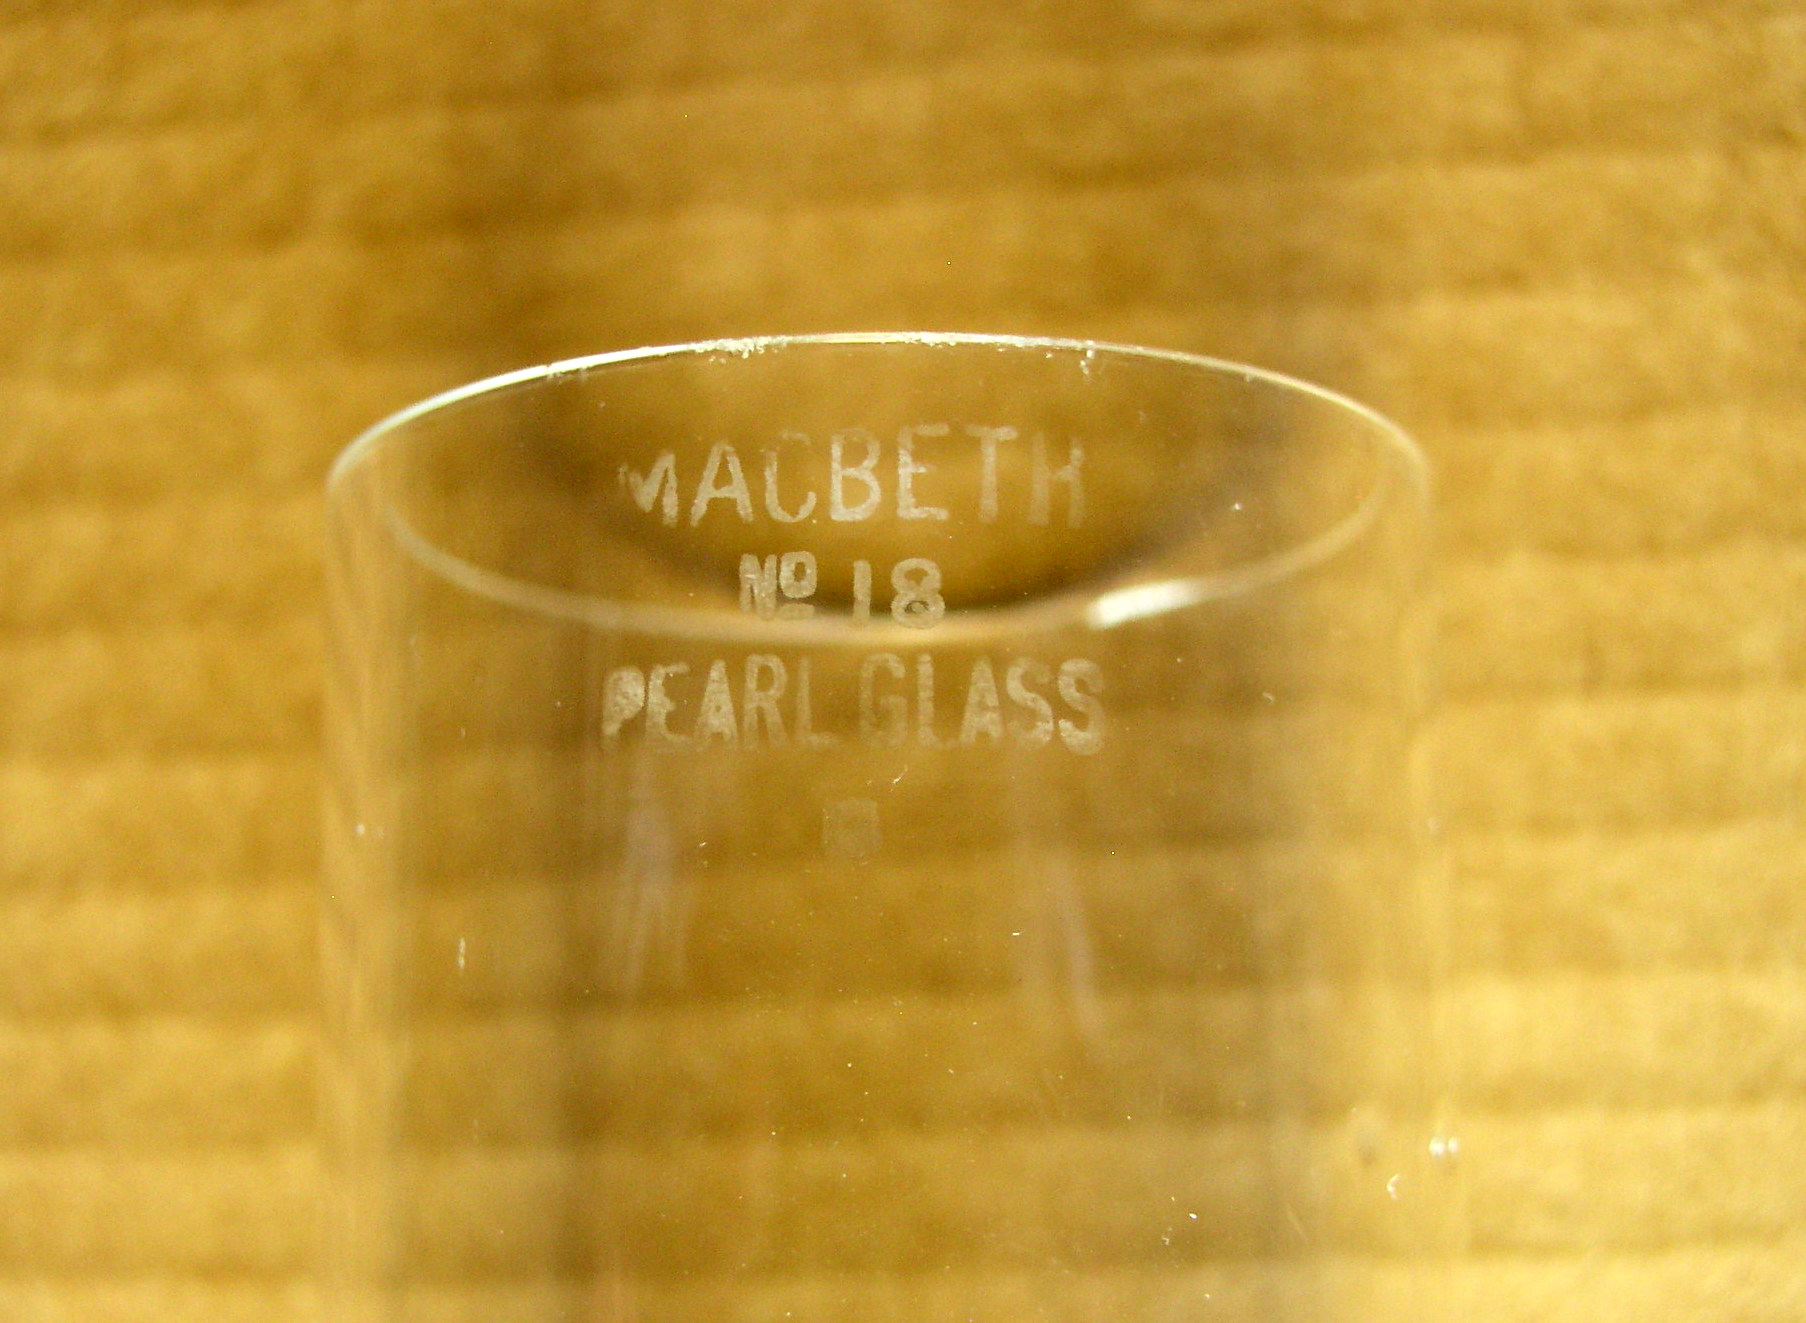 MACBETH
Nº 18
PEARL GLASS